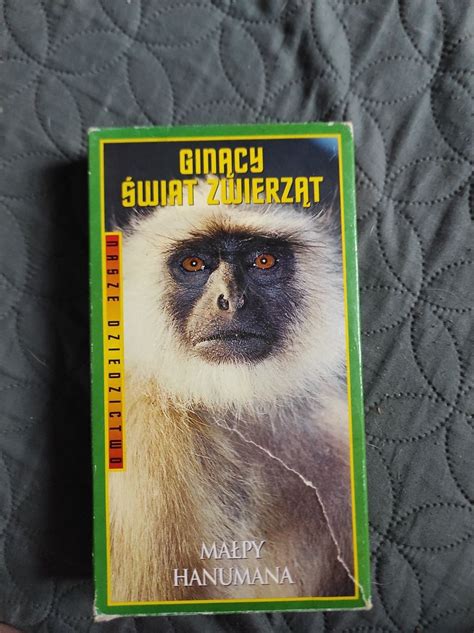 GINĄCY
ŚWIAT ZWIERZĄT
NASZE DZIEDZICTWO
MAŁPY
HANUMANA